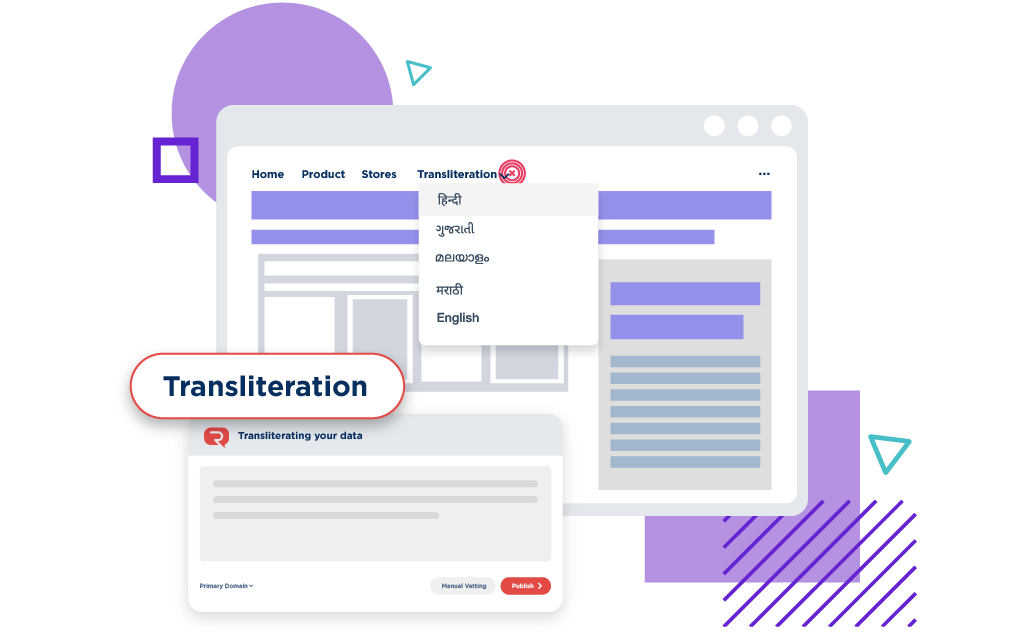 Home Product Stores Transliteration ...
हिन्दी
ગુજરાતી
മലയാളം
मराठी
English
Transliteration
Transliterating your data
Primary Domain
Manual Vetting Publish